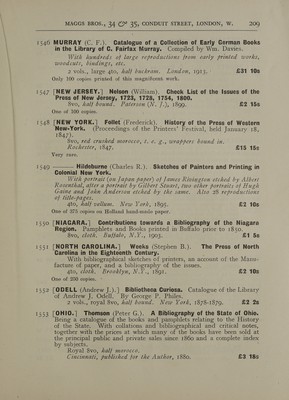 MAGGS BROS., 34 & 35, CONDUIT STREET, LONDON, W. 209
1546 MURRAY (C. F.). Catalogue of a Collection of Early German Books
in the Library of C. Fairfax Murray. Compiled by Wm. Davies.
With hundreds of large reproductions from early printed works,
woodcuts, bindings, etc.
2 vols., large 4to, half buckram. London, 1913. £31 10s
Only 100 copies printed of this magnificent work.
1547 [NEW JERSEY.] Nelson (William). Check List of the Issues of the
Press of New Jersey, 1723, 1728, 1754, 1800.
8vo, half bound. Paterson (N. J.), 1899. £2 15s
One of 100 copies.
1548 [NEW YORK.] Follet (Frederick). History of the Press of Western
New-York. (Proceedings of the Printers' Festival, held January 18,
1847).
8vo, red crushed morocco, t. e. g., wrappers bound in.
Rochester, 1847. £15 15s
Very rare.
1549 ——— Hildeburne (Charles R.). Sketches of Printers and Printing in
Colonial New York.
With portrait (on Japan paper) of James Rivington etched by Albert
Rosenthal, after a portrait by Gilbert Stuart, two other portraits of Hugh
Gaine and John Anderson etched by the same. Also 28 reproductions
of title-pages.
4to, half vellum. New York, 1895. £2 10s
One of 375 copies on Holland hand-made paper.
1550 [NIAGARA.] Contributions towards a Bibliography of the Niagara
Region. Pamphlets and Books printed in Buffalo prior to 1850.
8vo, cloth. Buffalo, N.Y., 1903. £1 5s
1551 [NORTH CAROLINA.] Weeks (Stephen B.). The Press of North
Carolina in the Eighteenth Century.
With bibliographical sketches of printers, an account of the Manu-
facture of paper, and a bibliography of the issues.
4to, cloth. Brooklyn, N.Y., 1891. £2 10s
One of 200 copies.
1552 [ODELL (Andrew J.).] Bibliotheca Curiosa. Catalogue of the Library
of Andrew J. Odell. By George P. Philes.
2 vols., royal 8vo, half bound. New York, 1878-1879. £2 2s
1553 [OHIO.] Thomson (Peter G.). A Bibliography of the State of Ohio.
Being a catalogue of the books and pamphlets relating to the History
of the State. With collations and bibliographical and critical notes,
together with the prices at which many of the books have been sold at
the principal public and private sales since 1860 and a complete index
by subjects.
Royal 8vo, half morocco.
Cincinnati, published for the Author, 1880. £3 18s